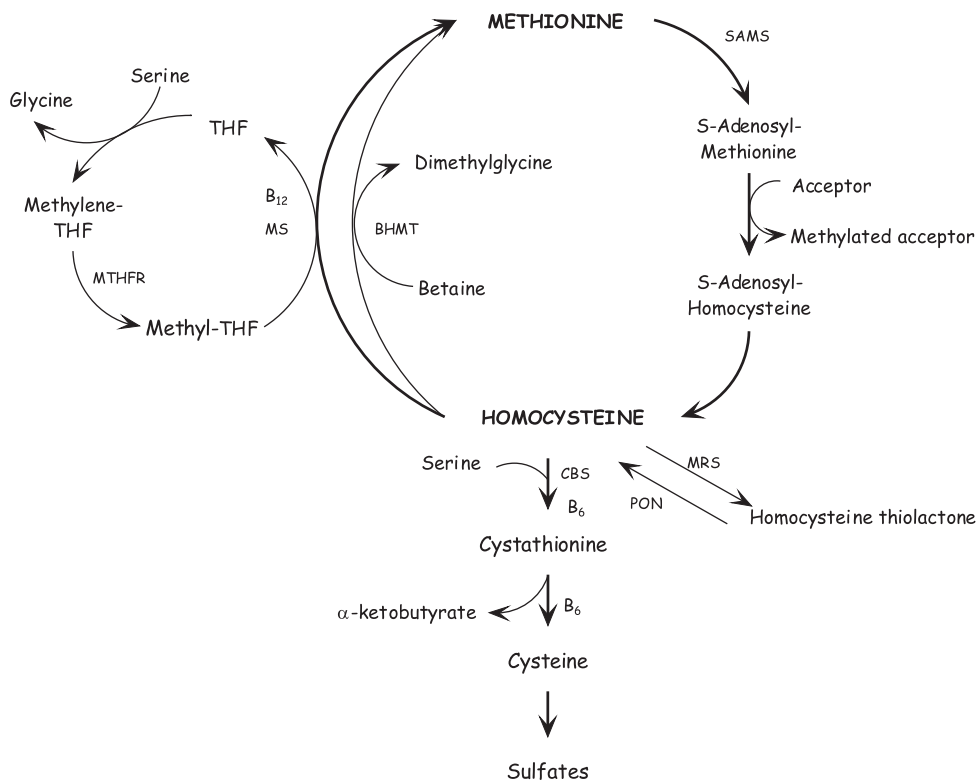 METHIONINE
SAMS
Serine
Glycine
THF
S-Adenosyl-
Methionine
Dimethylglycine
Acceptor
Methylene-
THF
B₁₂
MS
BHMT
Methylated acceptor
MTHFR
Betaine
S-Adenosyl-
Homocysteine
Methyl-THF
HOMOCYSTEINE
Serine
CBS
MRS
B₆
PON
Homocysteine thiolactone
Cystathionine
α-ketobutyrate
B₆
Cysteine
Sulfates